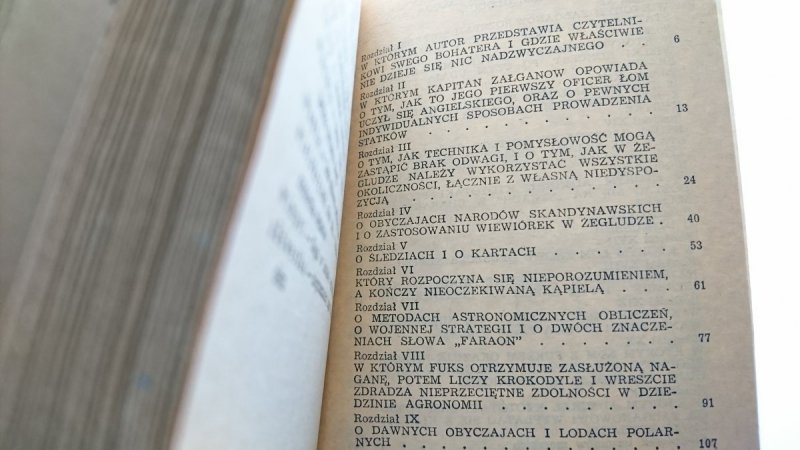 Rozdział I
W KTÓRYM AUTOR PRZEDSTAWIA CZYTELNI-
KOWI SWEGO BOHATERA I GDZIE WŁAŚCIWIE
NIE DZIEJE SIĘ NIC NADZWYCZAJNEGO . . 6
Rozdział II
W KTÓRYM KAPITAN ZAŁGANOW OPOWIADA
O TYM, JAK TO JEGO PIERWSZY OFICER ŁOM
UCZYŁ SIĘ ANGIELSKIEGO, ORAZ O PEWNYCH
INDYWIDUALNYCH SPOSOBACH PROWADZENIA
STATKÓW . . . . . . . . . . 13
Rozdział III
O TYM, JAK TECHNIKA I POMYSŁOWOŚĆ MOGĄ
ZASTĄPIĆ BRAK ODWAGI, I O TYM, JAK W ŻE-
GLUDZE NALEŻY WYKORZYSTAĆ WSZYSTKIE
OKOLICZNOŚCI, ŁĄCZNIE Z WŁASNĄ NIEDYSPO-
ZYCJĄ . . . . . . . . . . 24
Rozdział IV
O OBYCZAJACH NARODÓW SKANDYNAWSKICH
I O ZASTOSOWANIU WIEWIÓREK W ŻEGLUDZE . 40
Rozdział V
O ŚLEDZIACH I O KARTACH . . . . . . 53
Rozdział VI
KTÓRY ROZPOCZYNA SIĘ NIEPOROZUMIENIEM,
A KOŃCZY NIEOCZEKIWANĄ KĄPIELĄ . . . 61
Rozdział VII
O METODACH ASTRONOMICZNYCH OBLICZEŃ,
O WOJENNEJ STRATEGII I O DWÓCH ZNACZE-
NIACH SŁOWA „FARAON” . . . . . . 77
Rozdział VIII
W KTÓRYM FUKS OTRZYMUJE ZASŁUŻONĄ NA-
GANĘ, POTEM LICZY KROKODYLE I WRESZCIE
ZDRADZA NIEPRZECIĘTNE ZDOLNOŚCI W DZIE-
DZINIE AGRONOMII . . . . . . . . 91
Rozdział IX
O DAWNYCH OBYCZAJACH I LODACH POLAR-
NYCH . . . . . . . . . . 107